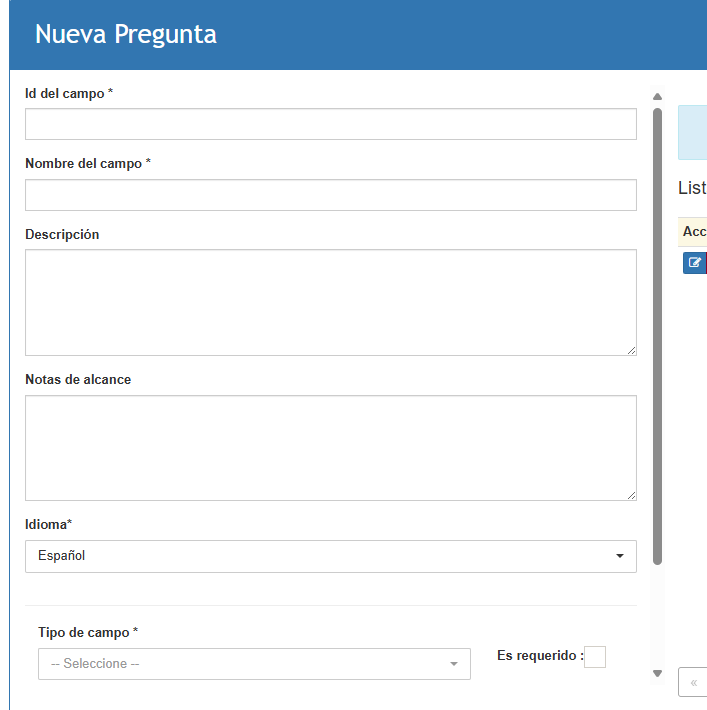 Nueva Pregunta
Id del campo *
Nombre del campo *
Descripción
Notas de alcance
Idioma*
Español
Tipo de campo *
-- Seleccione --
Es requerido :
List
Acc
«